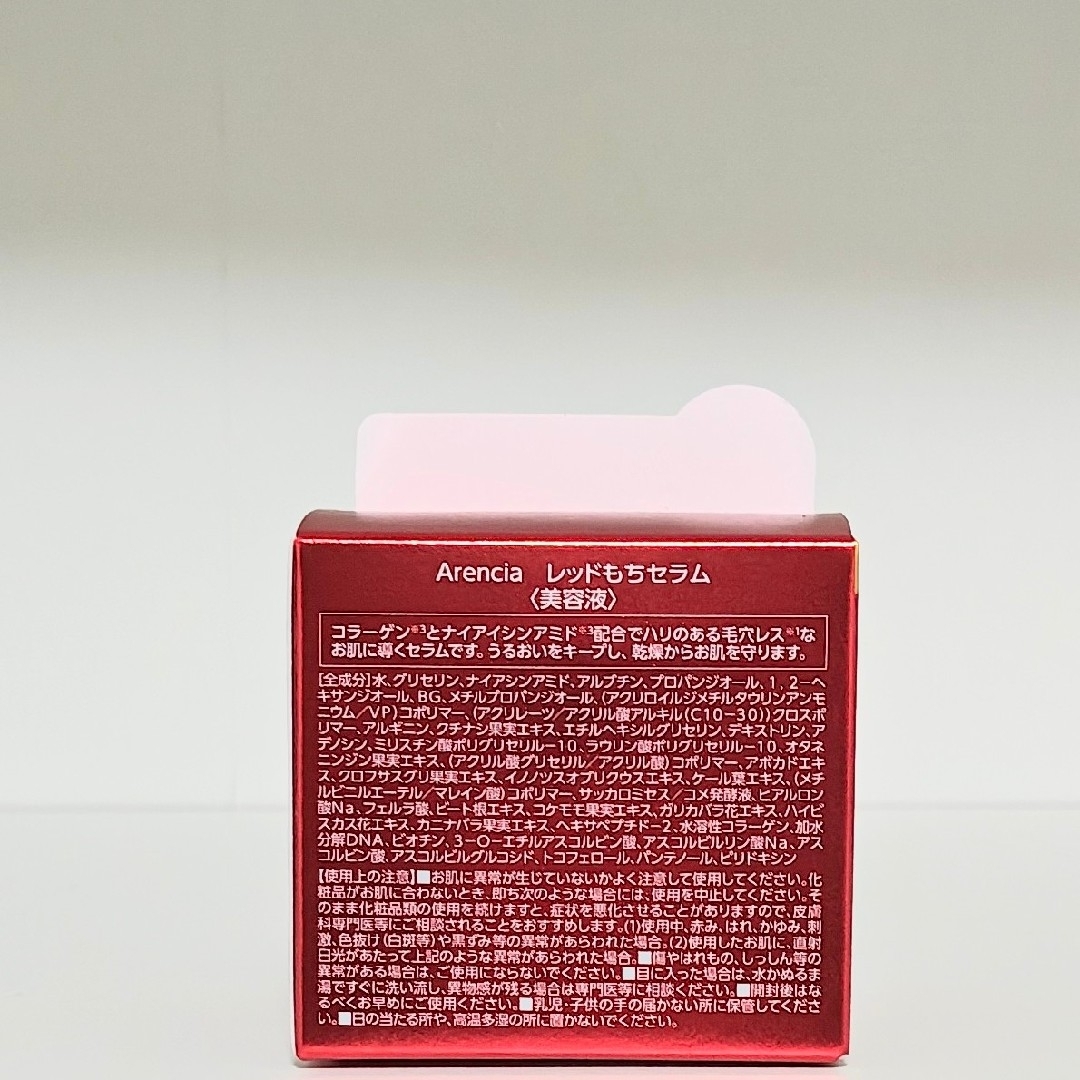 Arencia レッドもちセラム
〈美容液〉
コラーゲン※3とナイアイシンアミド※3配合でハリのある毛穴レス※1な
お肌に導くセラムです。うるおいをキープし、乾燥からお肌を守ります。
[全成分]水、グリセリン、ナイアシンアミド、アルブチン、プロパンジオール、1,2-ヘ
キサンジオール、BG、メチルプロパンジオール、(アクリロイルジメチルタウリンアンモ
ニウム/VP)コポリマー、(アクリレーツ/アクリル酸アルキル(C10-30))クロスポ
リマー、アルギニン、クチナシ果実エキス、エチルヘキシルグリセリン、デキストリン、ア
デノシン、ミリスチン酸ポリグリセリル-10、ラウリン酸ポリグリセリル-10、オタネ
ニンジン果実エキス、(アクリル酸グリセリル/アクリル酸)コポリマー、アボカドエキ
ス、クロフサスグリ果実エキス、イノノツスオブリクウスエキス、ケール葉エキス、(メチ
ルビニルエーテル/マレイン酸)コポリマー、サッカロミセス/コメ発酵液、ヒアルロン
酸Na、フェルラ酸、ビート根エキス、コケモモ果実エキス、ガリカバラ花エキス、ハイビ
スカス花エキス、カニナバラ果実エキス、ヘキサペプチド-2、水溶性コラーゲン、加水
分解DNA、ビオチン、3-O-エチルアスコルビン酸、アスコルビルリン酸Na、アス
コルビン酸、アスコルビルグルコシド、トコフェロール、パンテノール、ピリドキシン
【使用上の注意】■お肌に異常が生じていないかよく注意して使用してください。化
粧品がお肌に合わないとき、即ち次のような場合には、使用を中止してください。そ
のまま化粧品類の使用を続けますと、症状を悪化させることがありますので、皮膚
科専門医等にご相談されることをおすすめします。(1)使用中、赤み、はれ、かゆみ、刺
激、色抜け(白斑等)や黒ずみ等の異常があらわれた場合。(2)使用したお肌に、直射
日光があたって上記のような異常があらわれた場合。■傷やはれもの、しっしん等の
異常がある場合は、ご使用にならないでください。■目に入った場合は、水かぬるま
湯ですぐに洗い流し、異物感が残る場合は専門医等に相談ください。■開封後はな
るべくお早めにご使用ください。■乳児・子供の手の届かない所に保管してくださ
い。■日の当たる所や、高温多湿の所に置かないでください。